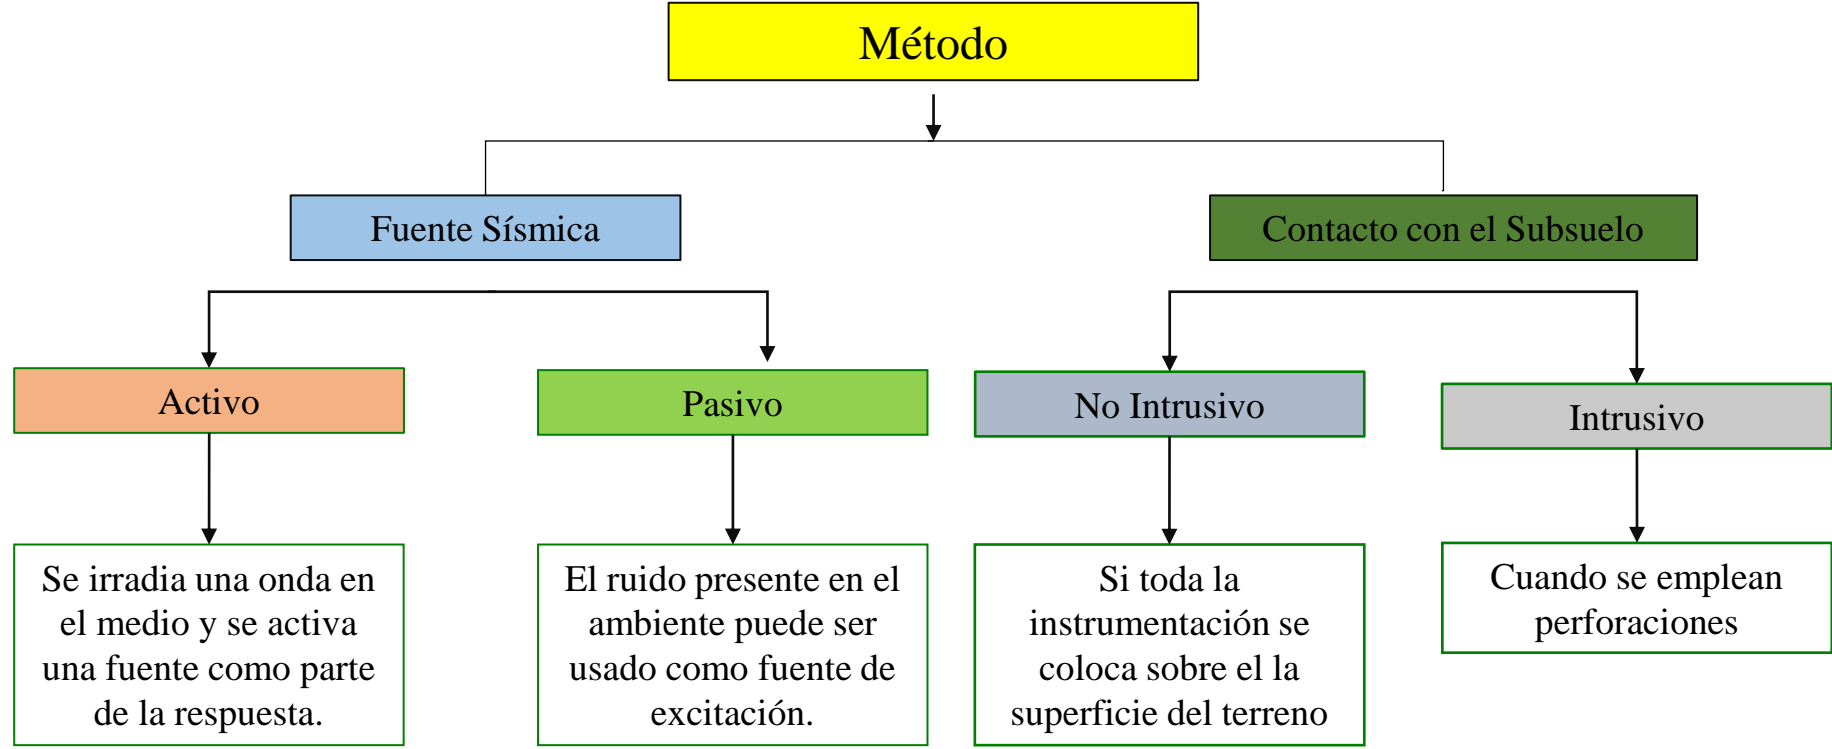 Método
Fuente Sísmica
Contacto con el Subsuelo
Activo
Pasivo
No Intrusivo
Intrusivo
Se irradia una onda en
el medio y se activa
una fuente como parte
de la respuesta.
El ruido presente en el
ambiente puede ser
usado como fuente de
excitación.
Si toda la
instrumentación se
coloca sobre el la
superficie del terreno
Cuando se emplean
perforaciones